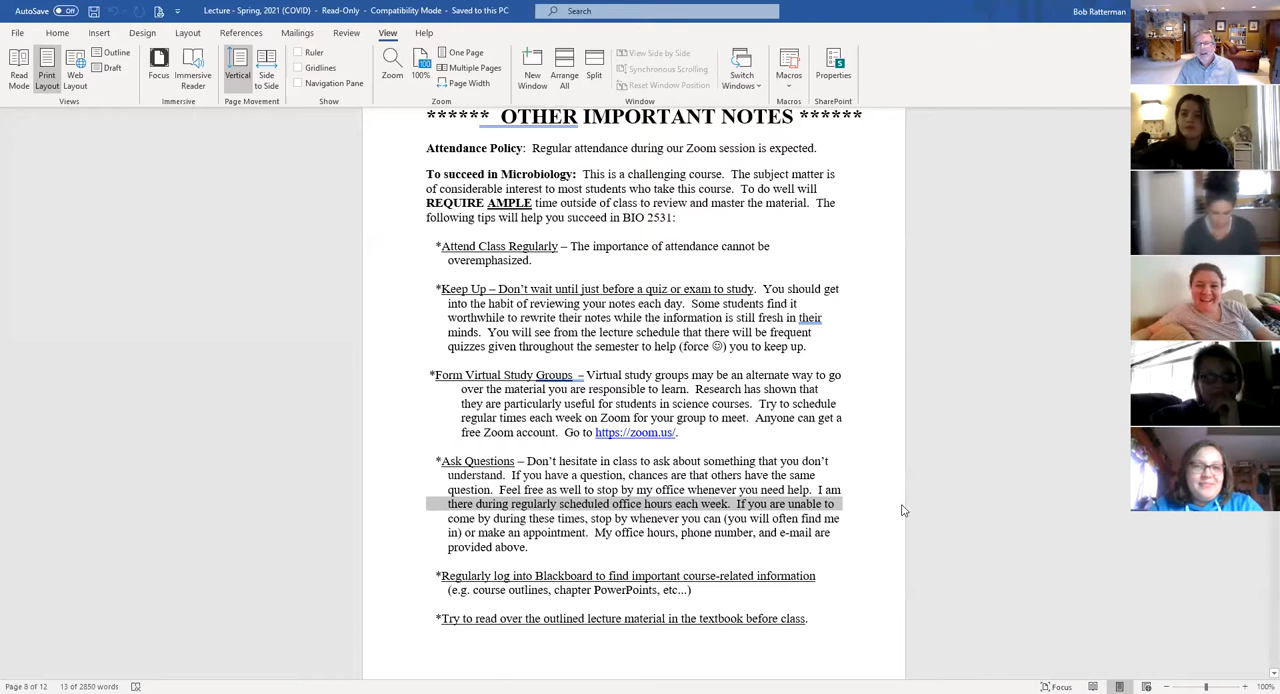 AutoSave Off Lecture - Spring, 2021 (COVID) - Read-Only - Compatibility Mode - Saved to this PC Search Bob Ratterman
File Home Insert Design Layout References Mailings Review View Help
Read Mode Print Layout Web Layout Outline Draft Focus Immersive Reader Vertical Side to Side Ruler Gridlines Navigation Pane Zoom 100 100% One Page Multiple Pages Page Width New Window Arrange All Split View Side by Side Synchronous Scrolling Reset Window Position Switch Windows Macros Properties
Views Immersive Page Movement Show Zoom Window Macros SharePoint
****** OTHER IMPORTANT NOTES ******
Attendance Policy: Regular attendance during our Zoom session is expected.
To succeed in Microbiology: This is a challenging course. The subject matter is
of considerable interest to most students who take this course. To do well will
REQUIRE AMPLE time outside of class to review and master the material. The
following tips will help you succeed in BIO 2531:
*Attend Class Regularly – The importance of attendance cannot be
overemphasized.
*Keep Up – Don't wait until just before a quiz or exam to study. You should get
into the habit of reviewing your notes each day. Some students find it
worthwhile to rewrite their notes while the information is still fresh in their
minds. You will see from the lecture schedule that there will be frequent
quizzes given throughout the semester to help (force ☺) you to keep up.
*Form Virtual Study Groups – Virtual study groups may be an alternate way to go
over the material you are responsible to learn. Research has shown that
they are particularly useful for students in science courses. Try to schedule
regular times each week on Zoom for your group to meet. Anyone can get a
free Zoom account. Go to https://zoom.us/.
*Ask Questions – Don't hesitate in class to ask about something that you don't
understand. If you have a question, chances are that others have the same
question. Feel free as well to stop by my office whenever you need help. I am
there during regularly scheduled office hours each week. If you are unable to
come by during these times, stop by whenever you can (you will often find me
in) or make an appointment. My office hours, phone number, and e-mail are
provided above.
*Regularly log into Blackboard to find important course-related information
(e.g. course outlines, chapter PowerPoints, etc...)
*Try to read over the outlined lecture material in the textbook before class.
Page 8 of 12 13 of 2850 words Focus 100%